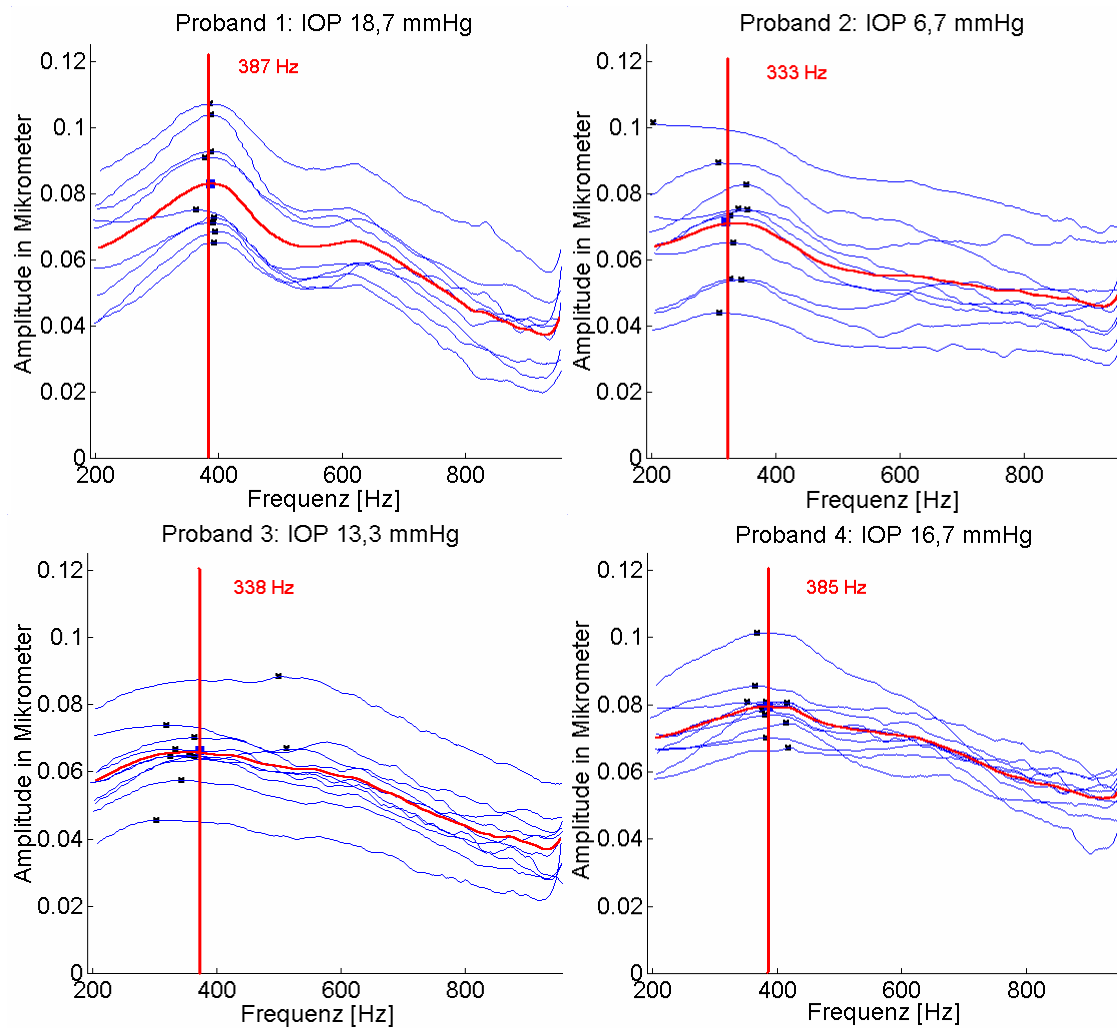 Proband 1: IOP 18,7 mmHg
387 Hz
Amplitude in Mikrometer
0.12
0.1
0.08
0.06
0.04
0.02
0
200 400 600 800
Frequenz [Hz]
Proband 2: IOP 6,7 mmHg
333 Hz
Amplitude in Mikrometer
0.12
0.1
0.08
0.06
0.04
0.02
0
200 400 600 800
Frequenz [Hz]
Proband 3: IOP 13,3 mmHg
338 Hz
Amplitude in Mikrometer
0.12
0.1
0.08
0.06
0.04
0.02
0
200 400 600 800
Frequenz [Hz]
Proband 4: IOP 16,7 mmHg
385 Hz
Amplitude in Mikrometer
0.12
0.1
0.08
0.06
0.04
0.02
0
200 400 600 800
Frequenz [Hz]